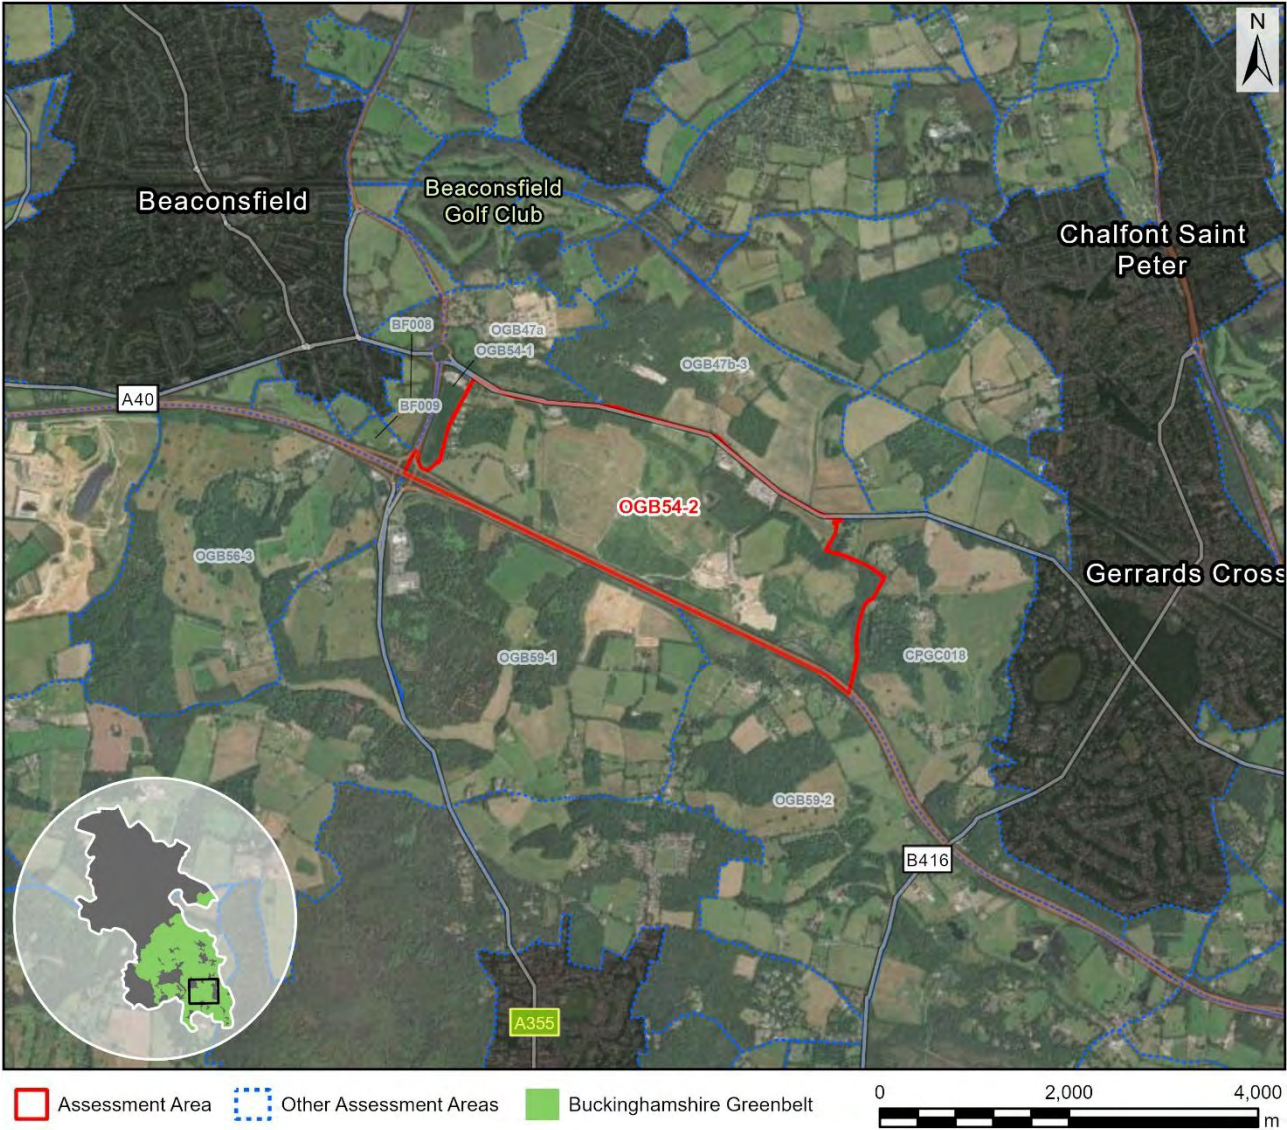 N
Beaconsfield
Beaconsfield
Golf Club
Chalfont Saint
Peter
BF008
OGB47a
OGB54-1
OGB47b-3
A40
BF009
OGB54-2
OGB56-3
Gerrards Cross
OGB59-1
CPGC018
OGB59-2
B416
A355
Assessment Area
Other Assessment Areas
Buckinghamshire Greenbelt
0
2,000
4,000
m